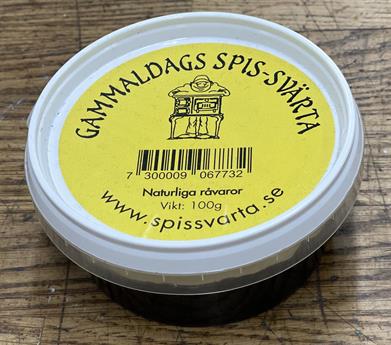 GAMMALDAGS SPIS-SVÄRTA
7 300009 067732
Naturliga råvaror
Vikt: 100g
www.spissvarta.se